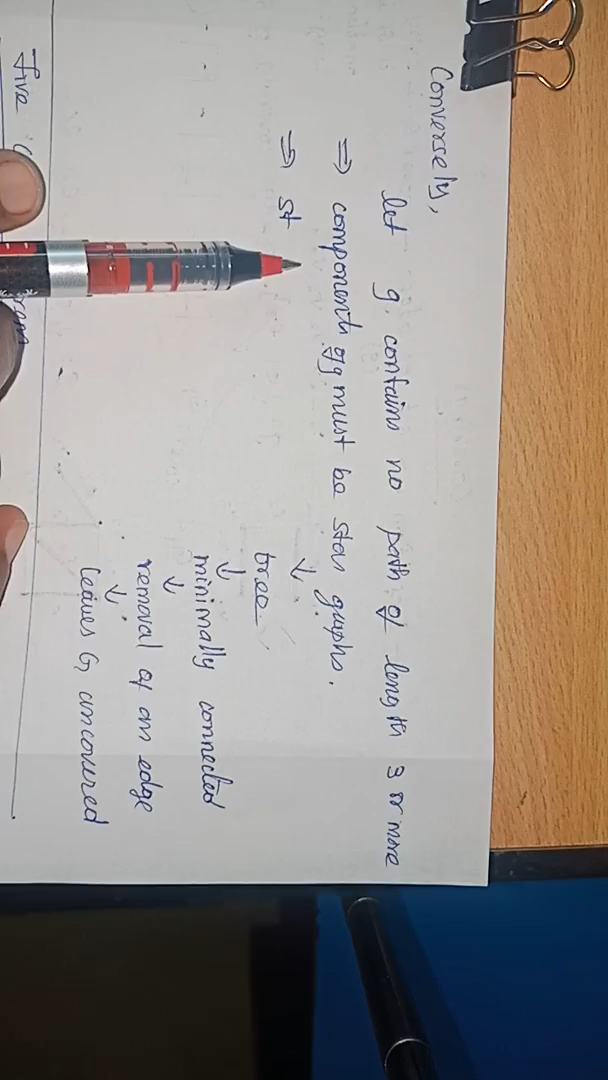 Conversely,
let g contains no path of length 3 or more
⇒ components of g must be star graphs.
⇒ st
↓
tree
↓
minimally connected
↓
removal of an edge
↓
leaves G uncovered
Five